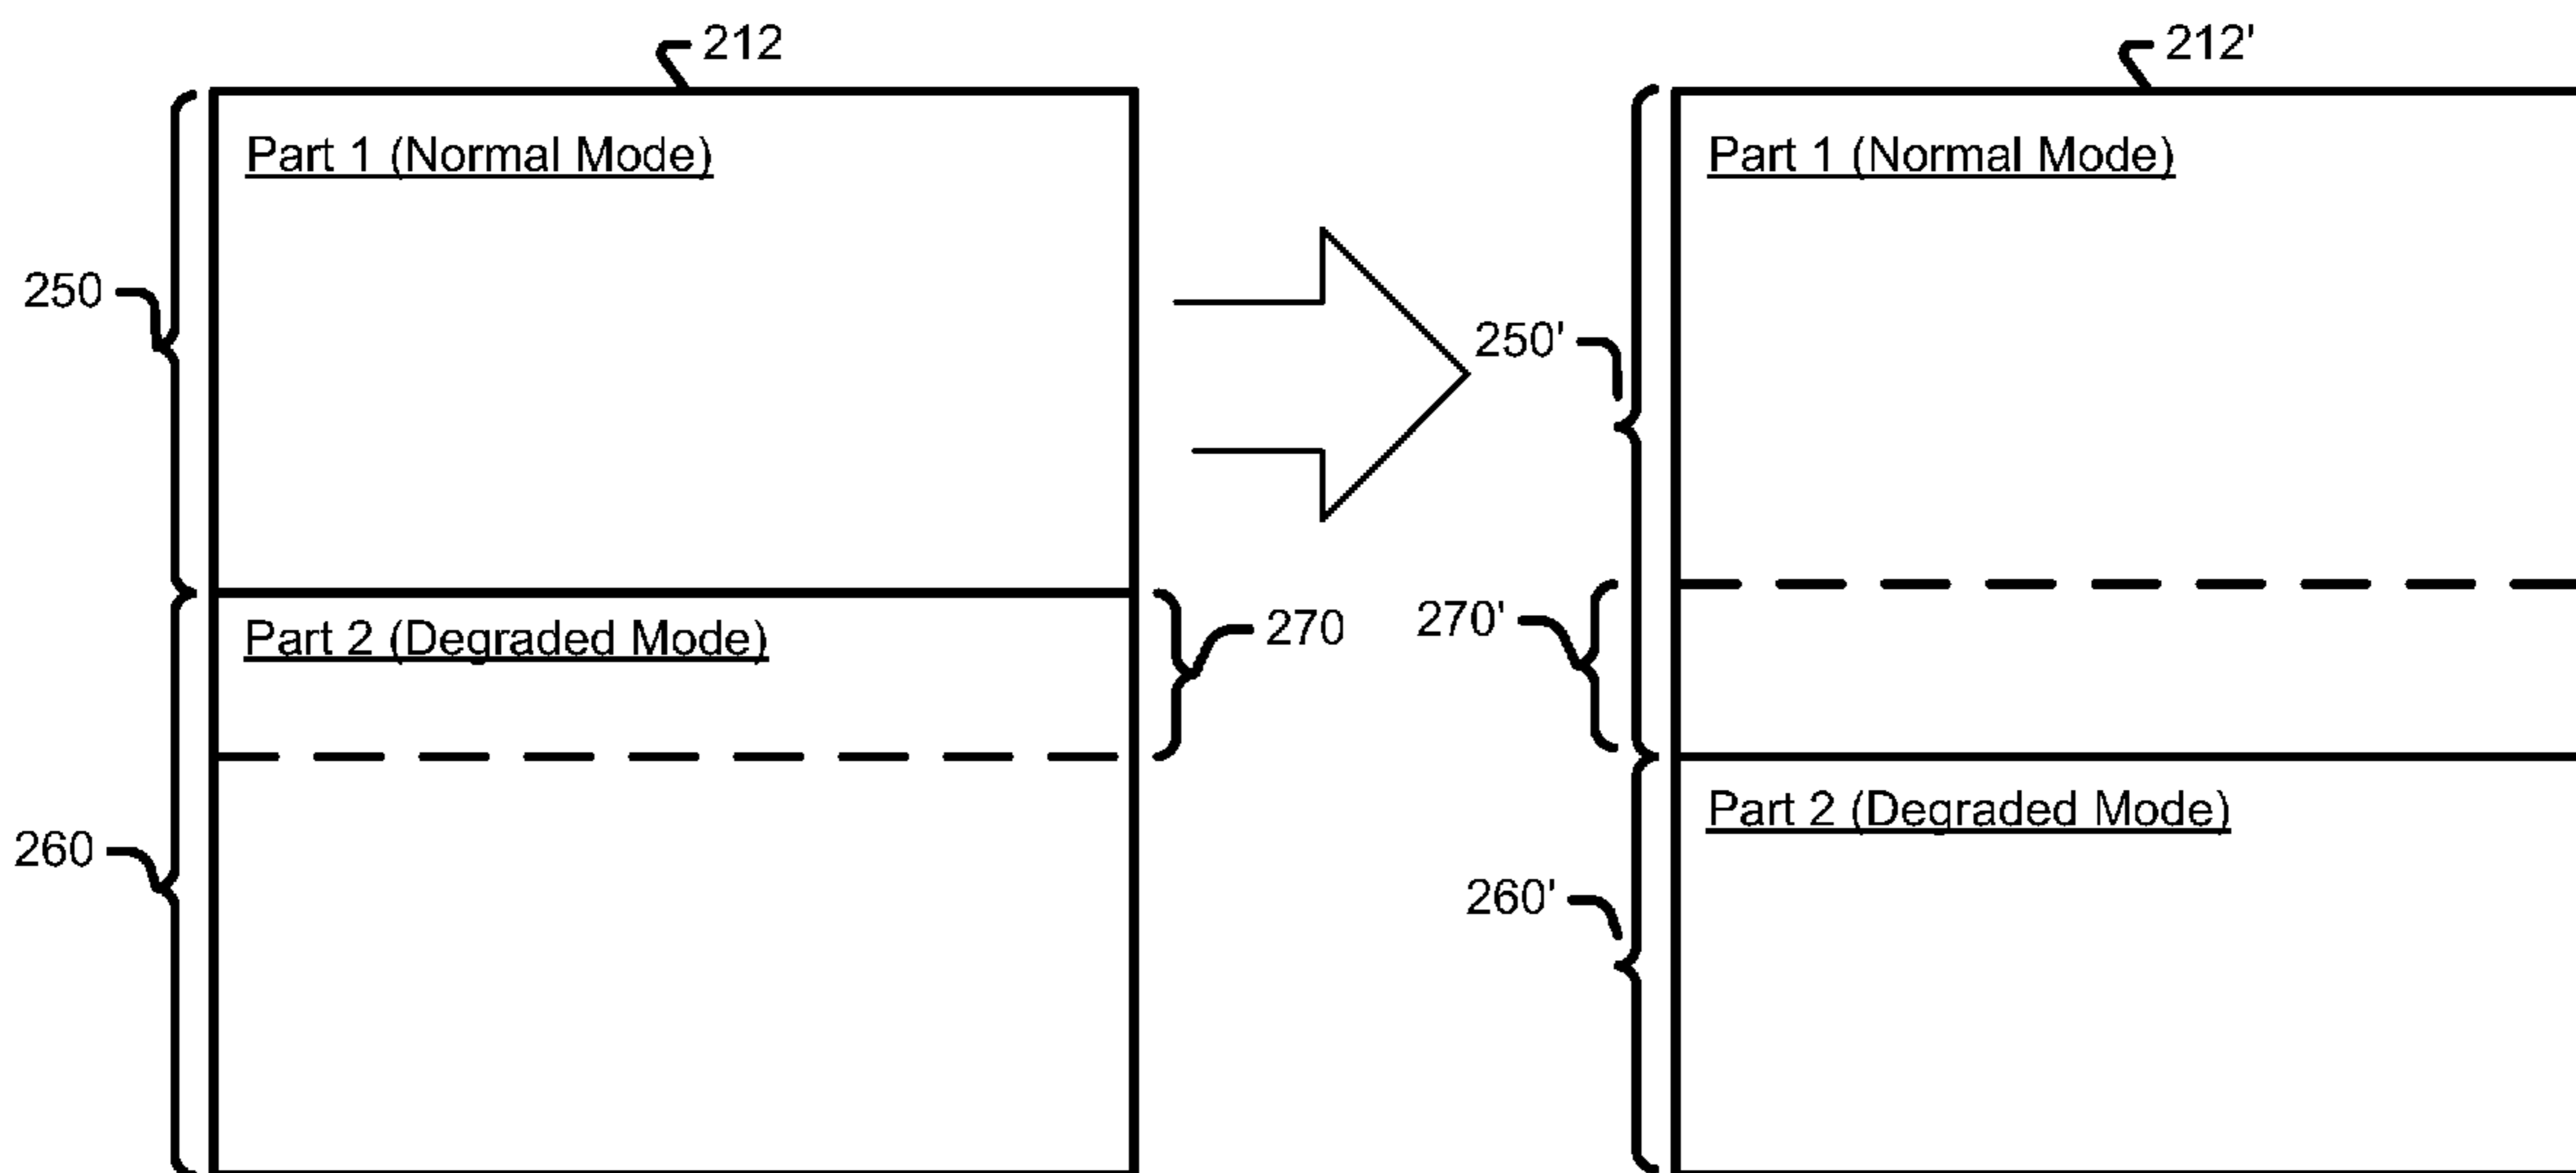 212
Part 1 (Normal Mode)
250
Part 2 (Degraded Mode)
270
260
212'
Part 1 (Normal Mode)
250'
270'
Part 2 (Degraded Mode)
260'